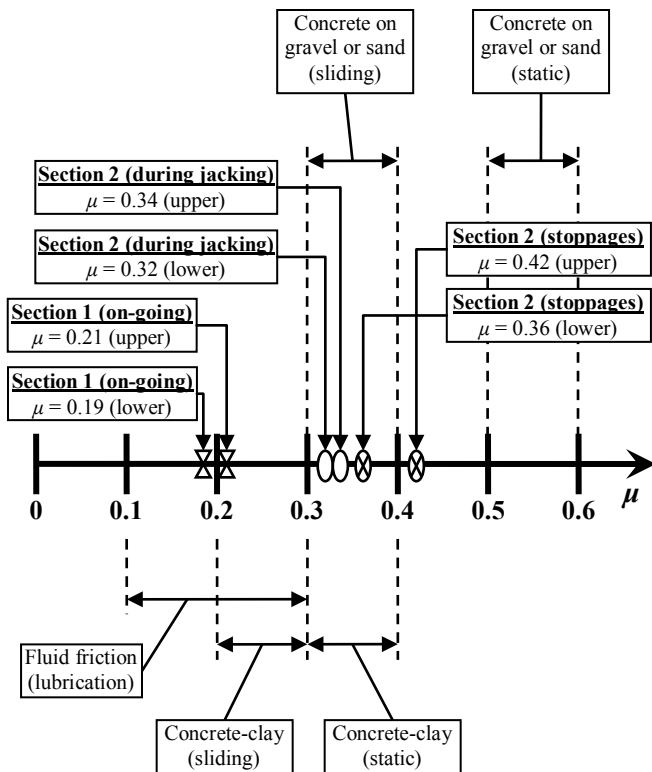 Concrete on
gravel or sand
(sliding)
Concrete on
gravel or sand
(static)
Section 2 (during jacking)
μ = 0.34 (upper)
Section 2 (during jacking)
μ = 0.32 (lower)
Section 2 (stoppages)
μ = 0.42 (upper)
Section 2 (stoppages)
μ = 0.36 (lower)
Section 1 (on-going)
μ = 0.21 (upper)
Section 1 (on-going)
μ = 0.19 (lower)
0 0.1 0.2 0.3 0.4 0.5 0.6 μ
Fluid friction
(lubrication)
Concrete-clay
(sliding)
Concrete-clay
(static)